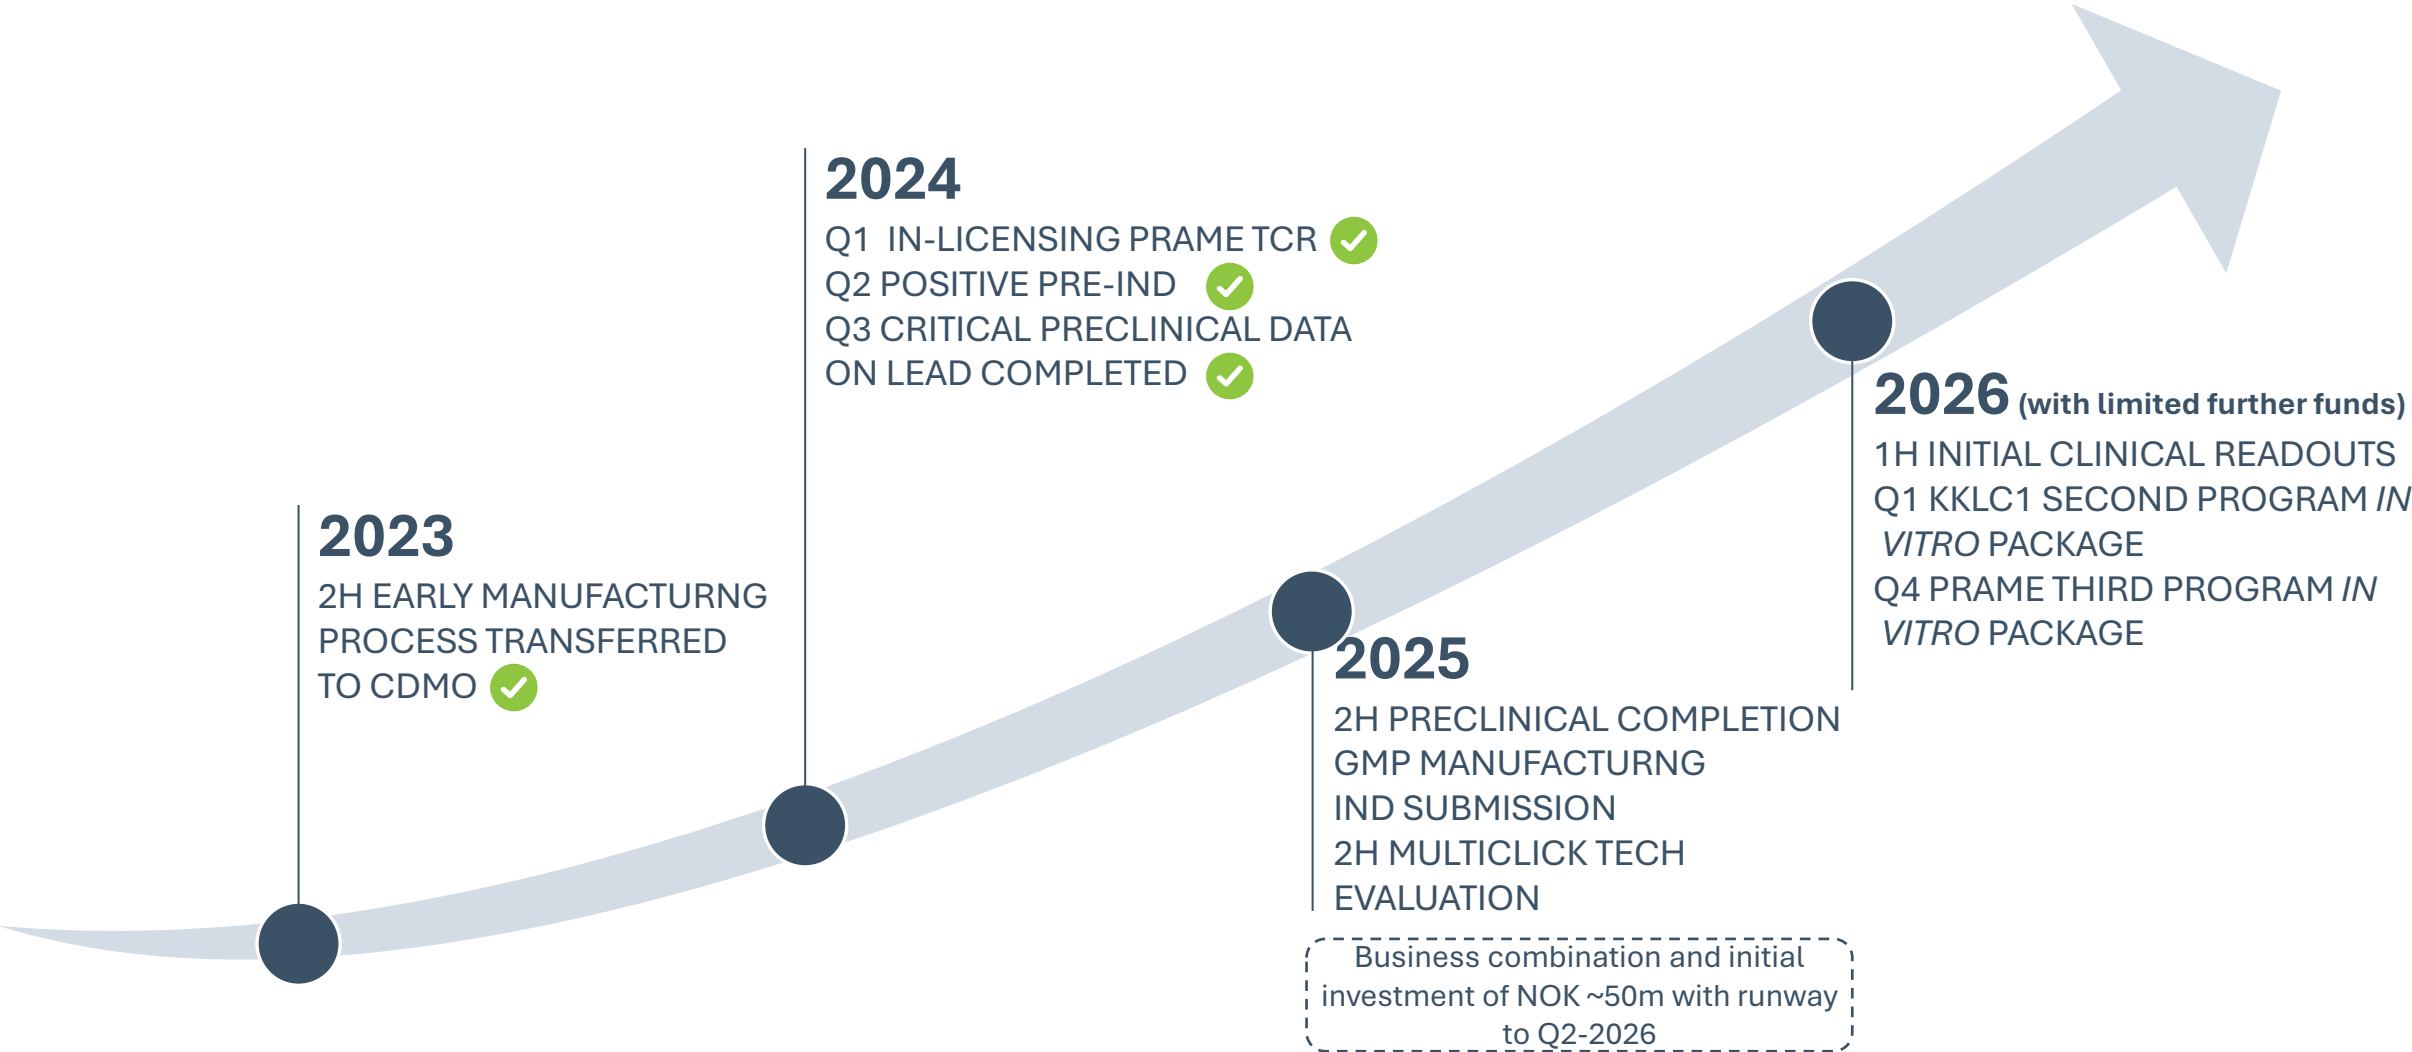 2023
2H EARLY MANUFACTURNG
PROCESS TRANSFERRED
TO CDMO
2024
Q1 IN-LICENSING PRAME TCR
Q2 POSITIVE PRE-IND
Q3 CRITICAL PRECLINICAL DATA
ON LEAD COMPLETED
2025
2H PRECLINICAL COMPLETION
GMP MANUFACTURNG
IND SUBMISSION
2H MULTICLICK TECH
EVALUATION
Business combination and initial
investment of NOK ~50m with runway
to Q2-2026
2026 (with limited further funds)
1H INITIAL CLINICAL READOUTS
Q1 KKLC1 SECOND PROGRAM IN
VITRO PACKAGE
Q4 PRAME THIRD PROGRAM IN
VITRO PACKAGE